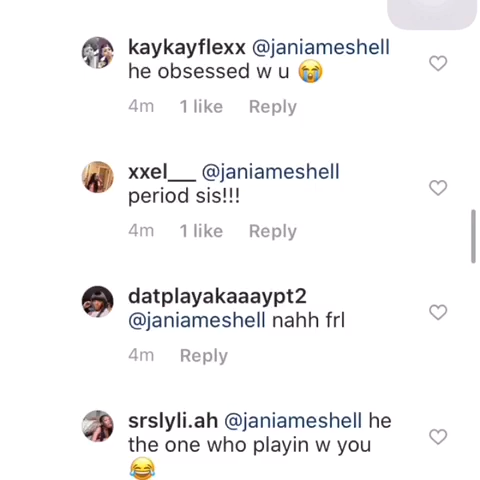 kaykayflexx @janiameshell
he obsessed w u 😭
4m 1 like Reply
xxel___ @janiameshell
period sis!!!
4m 1 like Reply
datplayakaaaypt2
@janiameshell nahh frl
4m Reply
srslyli.ah @janiameshell he
the one who playin w you
😂